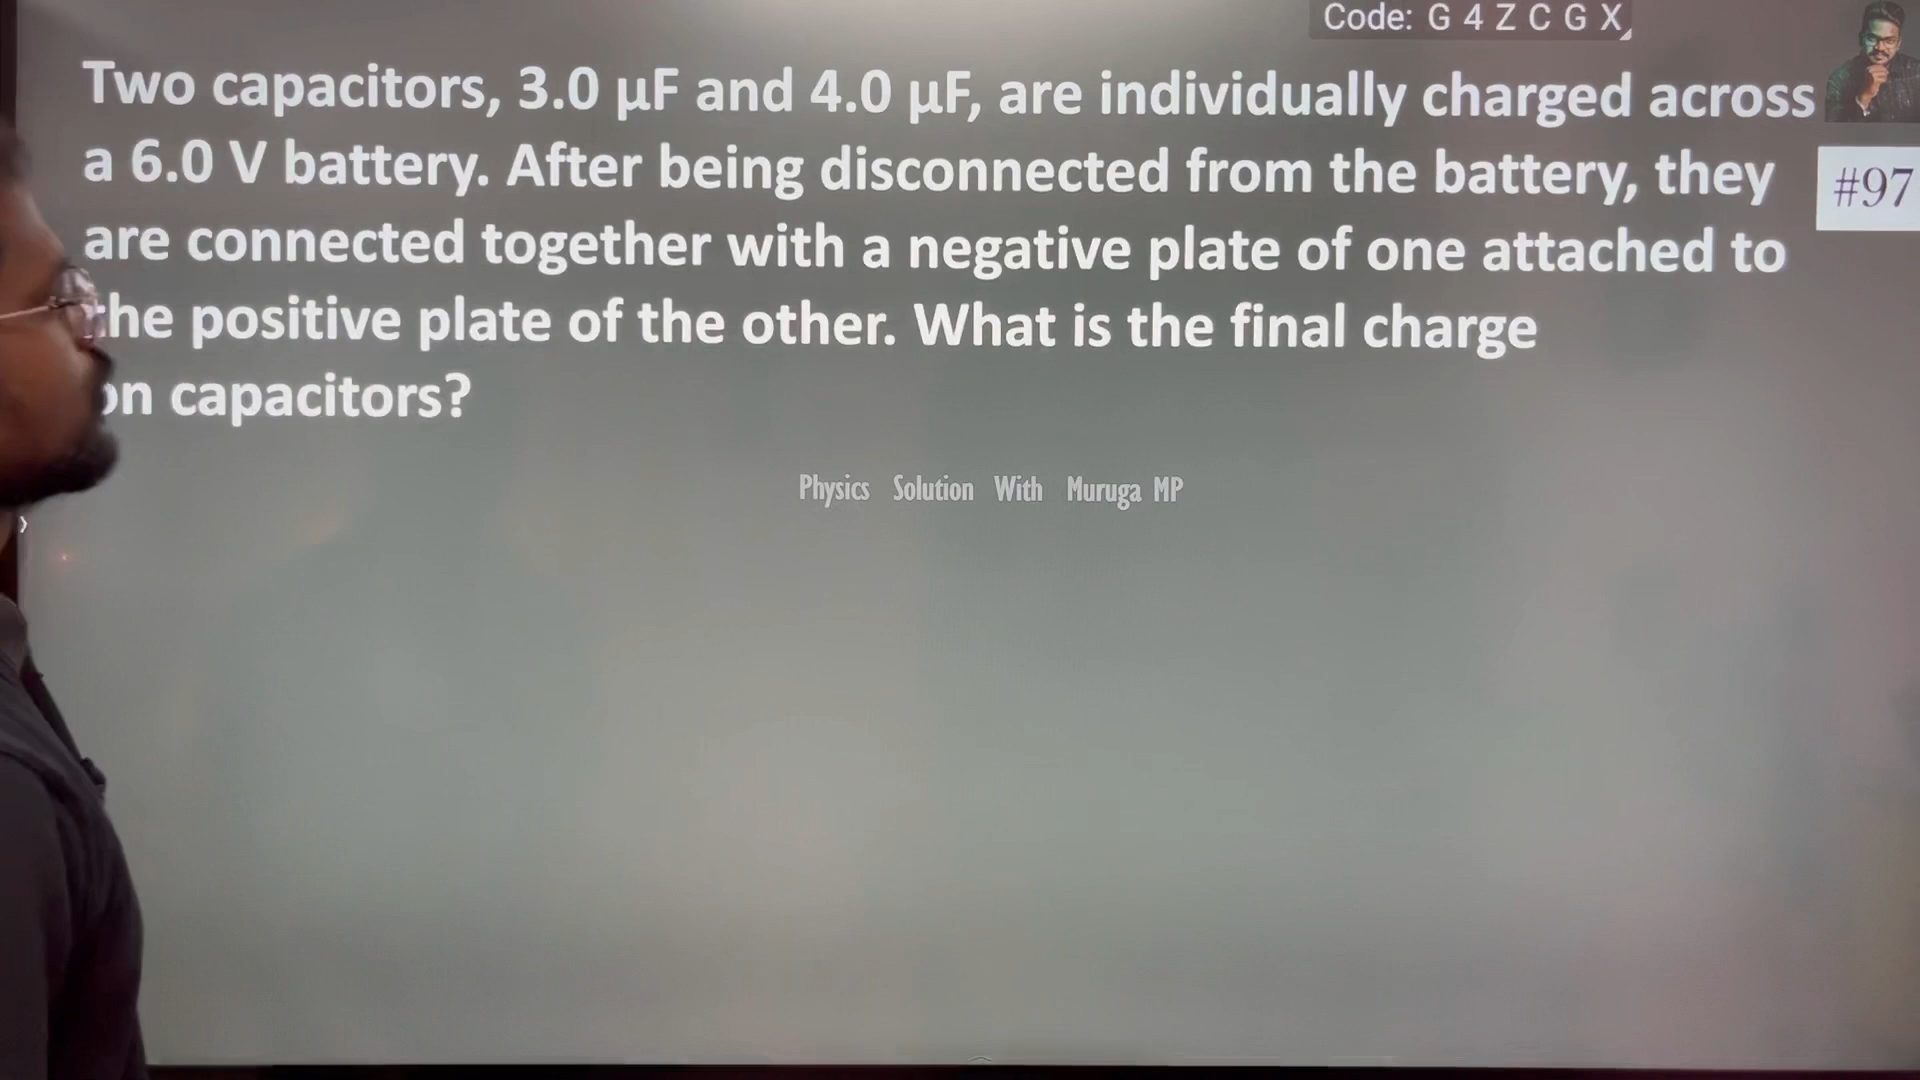 Code: G 4 Z C G X
Two capacitors, 3.0 µF and 4.0 µF, are individually charged across
a 6.0 V battery. After being disconnected from the battery, they
#97
are connected together with a negative plate of one attached to
the positive plate of the other. What is the final charge
on capacitors?
Physics Solution With Muruga MP